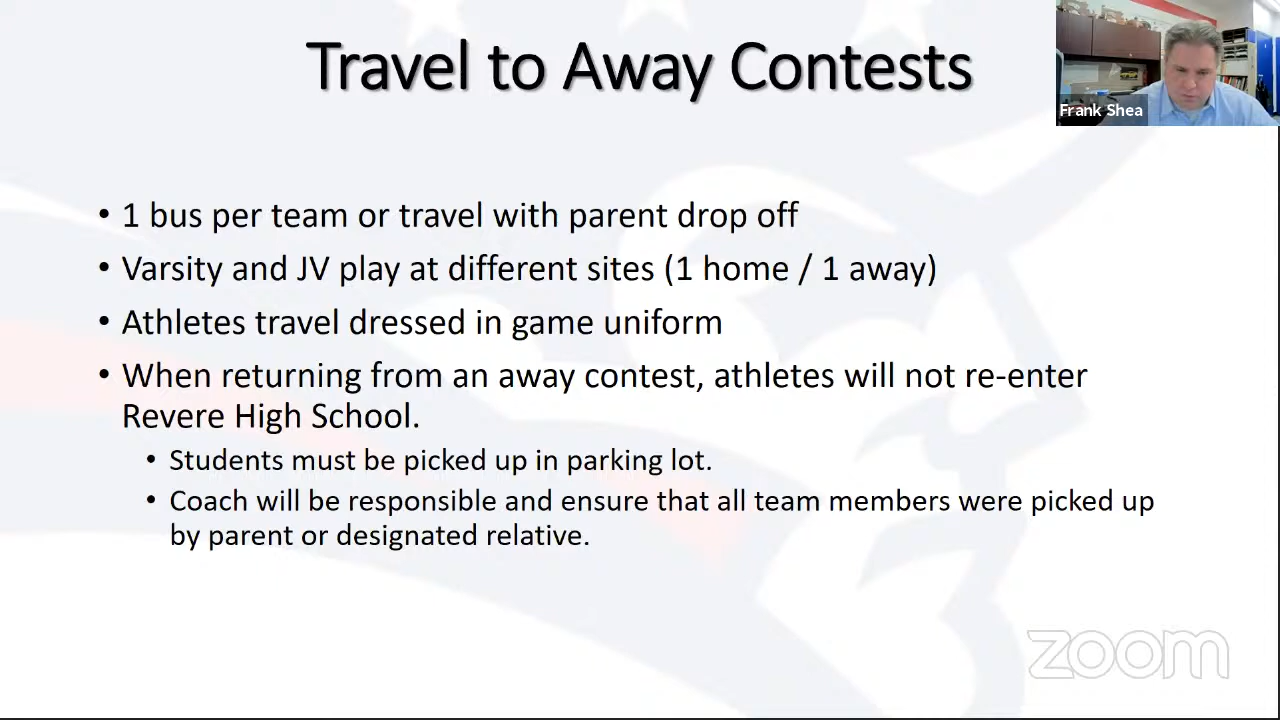 Travel to Away Contests
Frank Shea
• 1 bus per team or travel with parent drop off
• Varsity and JV play at different sites (1 home / 1 away)
• Athletes travel dressed in game uniform
• When returning from an away contest, athletes will not re-enter
Revere High School.
• Students must be picked up in parking lot.
• Coach will be responsible and ensure that all team members were picked up
by parent or designated relative.
zoom